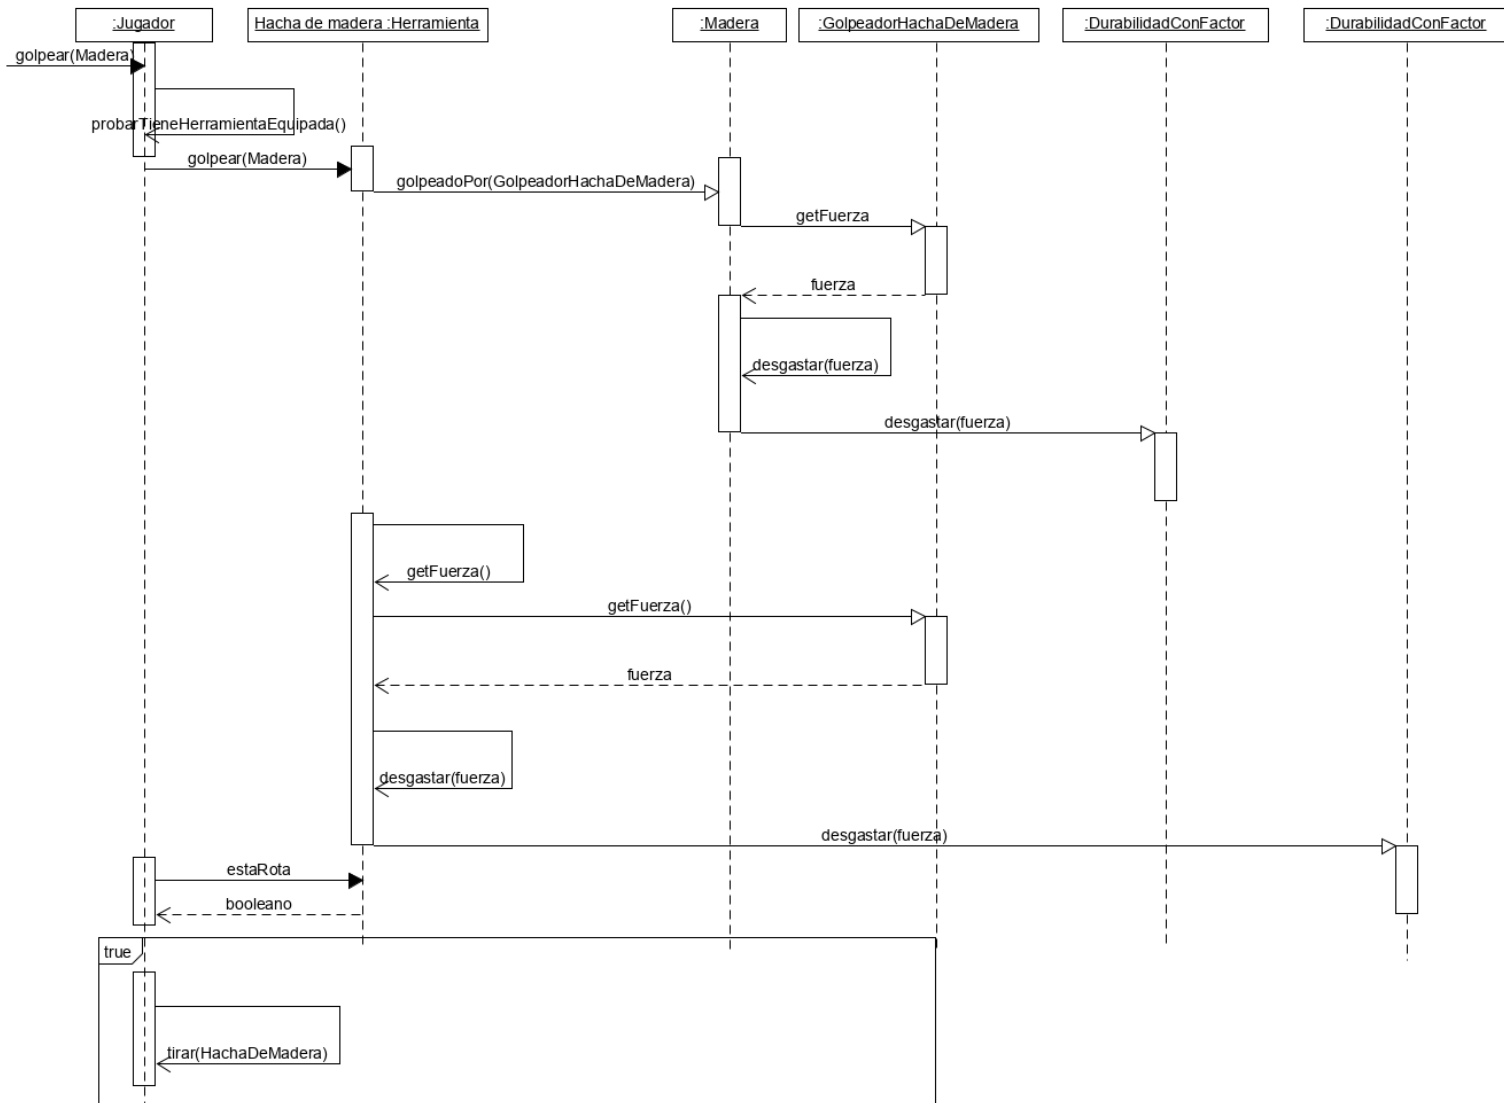 :Jugador
Hacha de madera :Herramienta
:Madera
:GolpeadorHachaDeMadera
:DurabilidadConFactor
:DurabilidadConFactor
golpear(Madera)
probarTieneHerramientaEquipada()
golpear(Madera)
golpeadoPor(GolpeadorHachaDeMadera)
getFuerza
fuerza
desgastar(fuerza)
desgastar(fuerza)
getFuerza()
getFuerza()
fuerza
desgastar(fuerza)
desgastar(fuerza)
estaRota
booleano
true
tirar(HachaDeMadera)